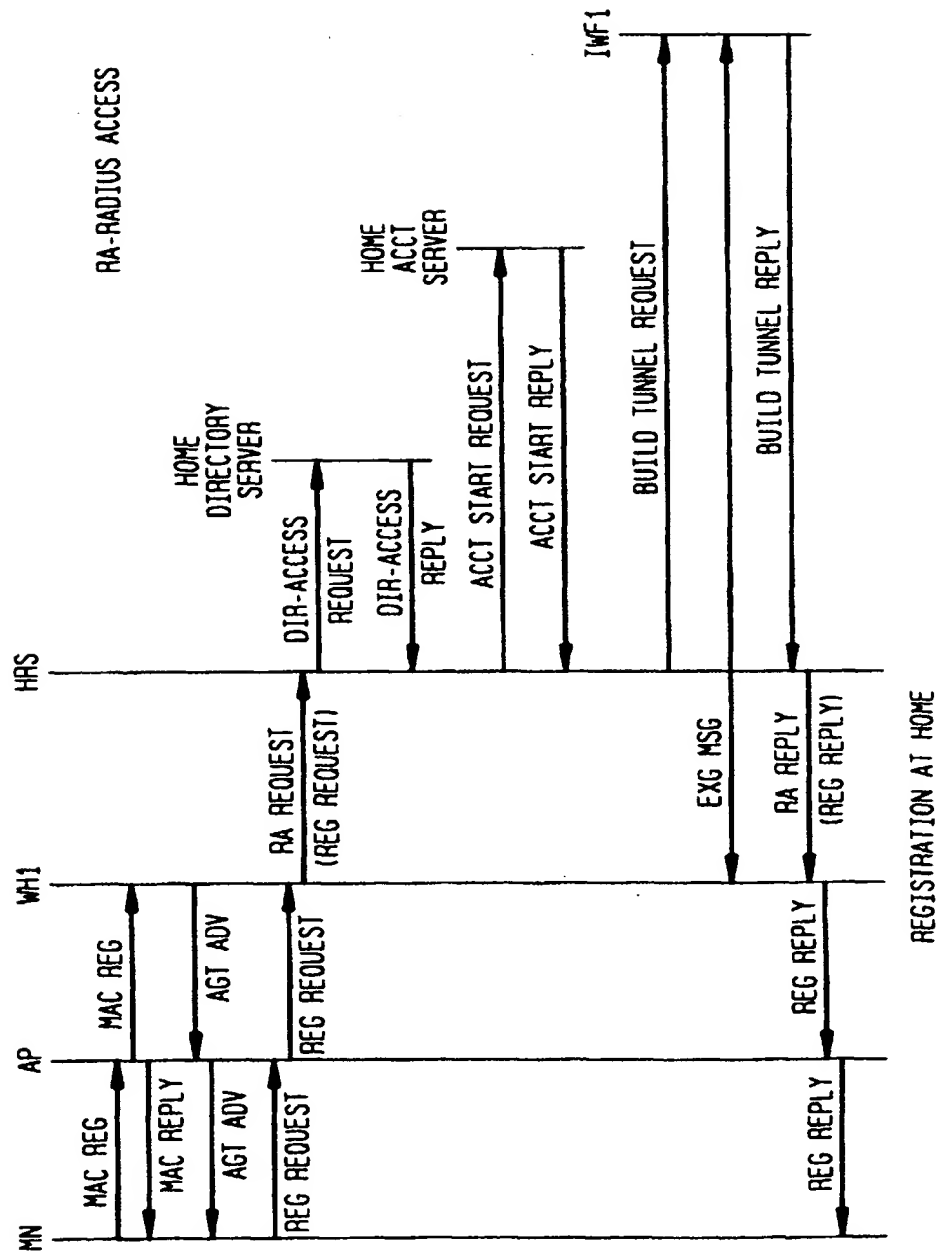 MN
AP
WH1
HRS
HOME
DIRECTORY
SERVER
HOME
ACCT
SERVER
IWF1
RA-RADIUS ACCESS
MAC REG
MAC REG
MAC REPLY
AGT ADV
AGT ADV
REG REQUEST
REG REQUEST
RA REQUEST
(REG REQUEST)
DIR-ACCESS
REQUEST
DIR-ACCESS
REPLY
ACCT START REQUEST
ACCT START REPLY
BUILD TUNNEL REQUEST
EXG MSG
BUILD TUNNEL REPLY
RA REPLY
(REG REPLY)
REG REPLY
REG REPLY
REGISTRATION AT HOME